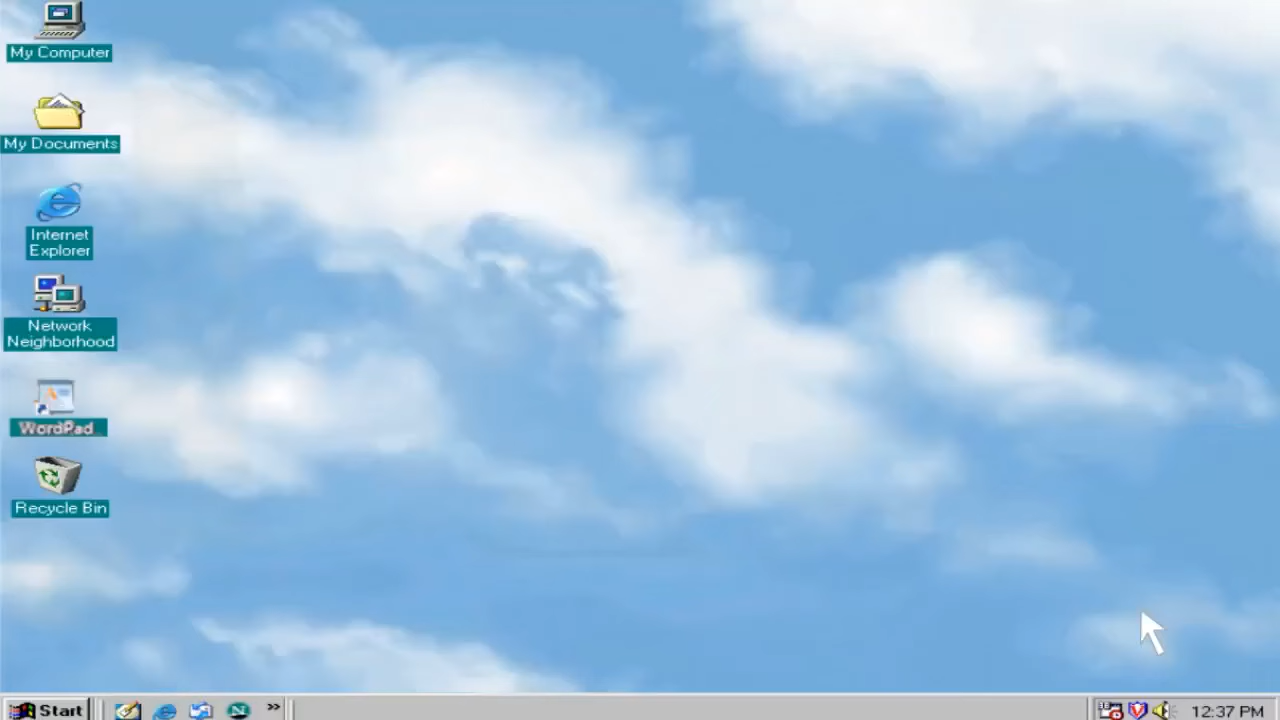 My Computer
My Documents
Internet
Explorer
Network
Neighborhood
WordPad
Recycle Bin
Start
»
12:37 PM